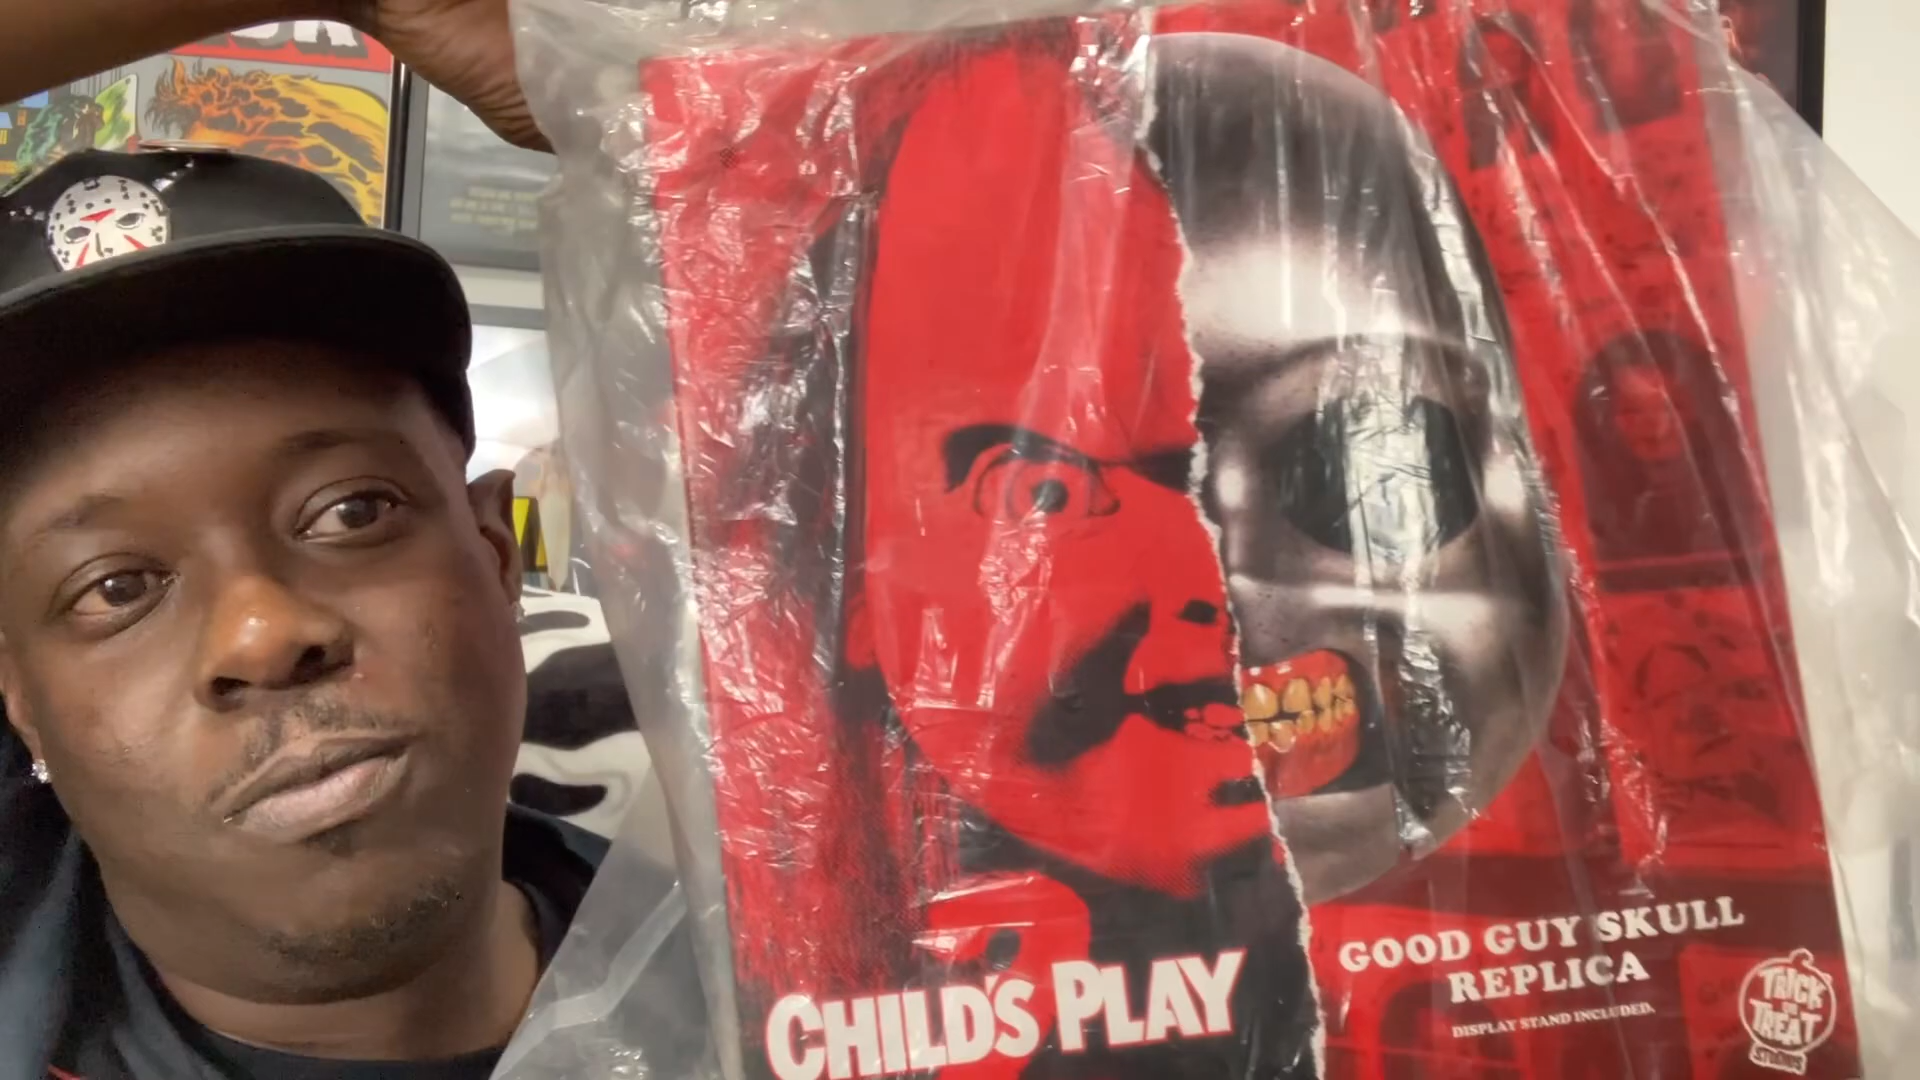 CHILD'S PLAY
GOOD GUY SKULL
REPLICA
DISPLAY STAND INCLUDED.
TRICK
OR
TREAT
STUDIOS